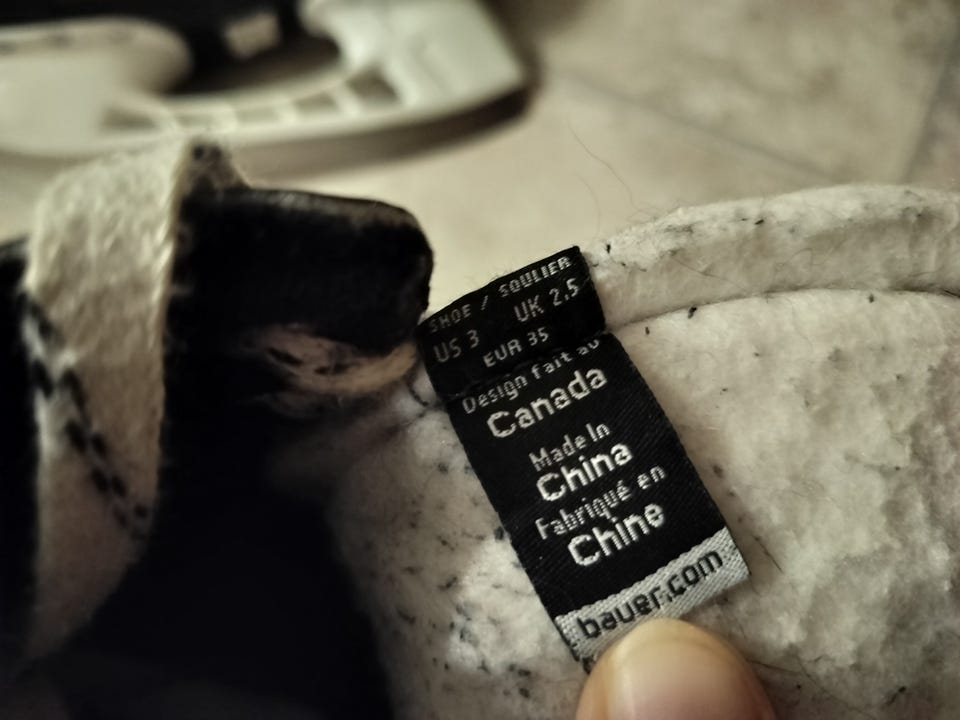 SHOE / SOULIER
US 3 UK 2,5
EUR 35
Design fait au
Canada
Made In
China
Fabriqué en
Chine
bauer.com